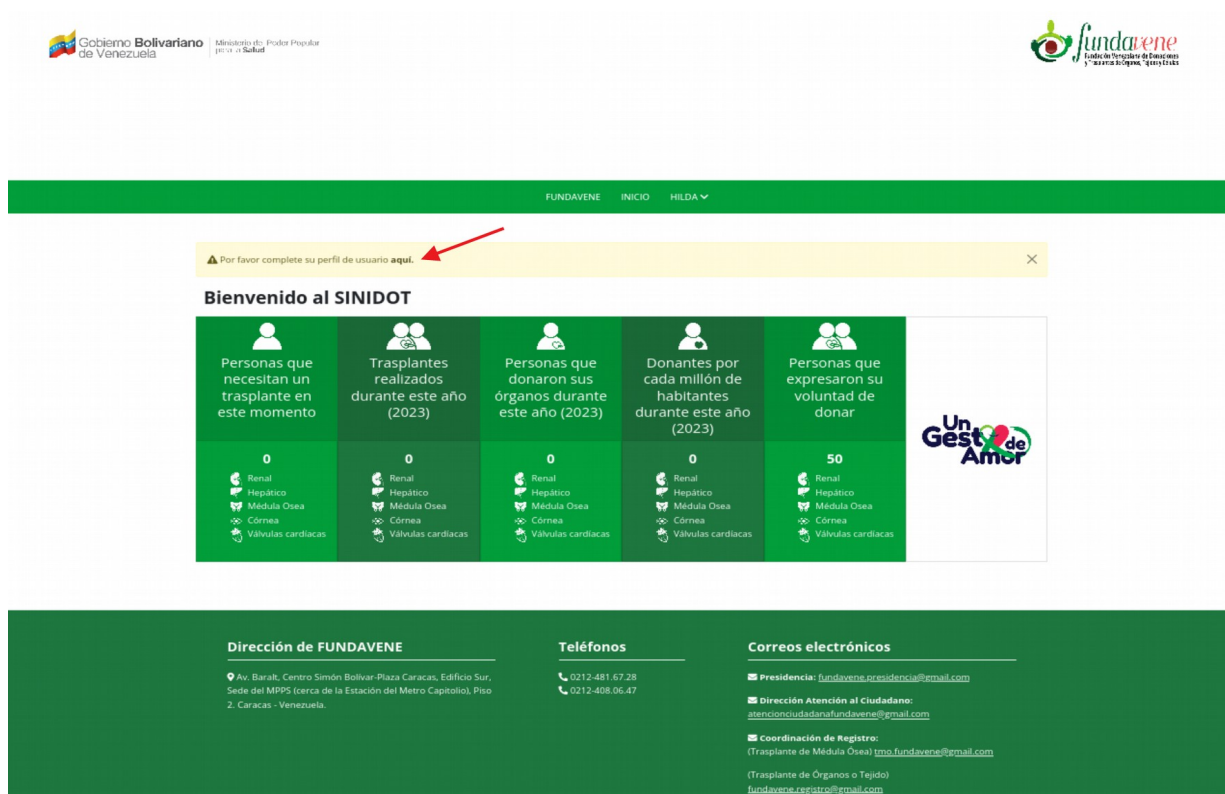 Gobierno Bolivariano
de Venezuela
Ministerio del Poder Popular
para la Salud
fundavene
Fundación Venezolana de Donaciones
y Trasplantes de Órganos, Tejidos y Células
FUNDAVENE INICIO HILDA
Por favor complete su perfil de usuario aquí.
Bienvenido al SINIDOT
Personas que
necesitan un
trasplante en
este momento
0
Renal
Hepático
Médula Osea
Córnea
Válvulas cardíacas
Trasplantes
realizados
durante este año
(2023)
0
Renal
Hepático
Médula Osea
Córnea
Válvulas cardíacas
Personas que
donaron sus
órganos durante
este año (2023)
0
Renal
Hepático
Médula Osea
Córnea
Válvulas cardíacas
Donantes por
cada millón de
habitantes
durante este año
(2023)
0
Renal
Hepático
Médula Osea
Córnea
Válvulas cardíacas
Personas que
expresaron su
voluntad de
donar
50
Renal
Hepático
Médula Osea
Córnea
Válvulas cardíacas
Un
Gesto de
Amor
Dirección de FUNDAVENE
Av. Baralt, Centro Simón Bolívar-Plaza Caracas, Edificio Sur,
Sede del MPPS (cerca de la Estación del Metro Capitolio), Piso
2. Caracas - Venezuela.
Teléfonos
0212-481.67.28
0212-408.06.47
Correos electrónicos
Presidencia: fundavene.presidencia@gmail.com
Dirección Atención al Ciudadano:
atencionciudadanafundavene@gmail.com
Coordinación de Registro:
(Trasplante de Médula Ósea) tmo.fundavene@gmail.com
(Trasplante de Órganos o Tejido)
fundavene.registro@gmail.com